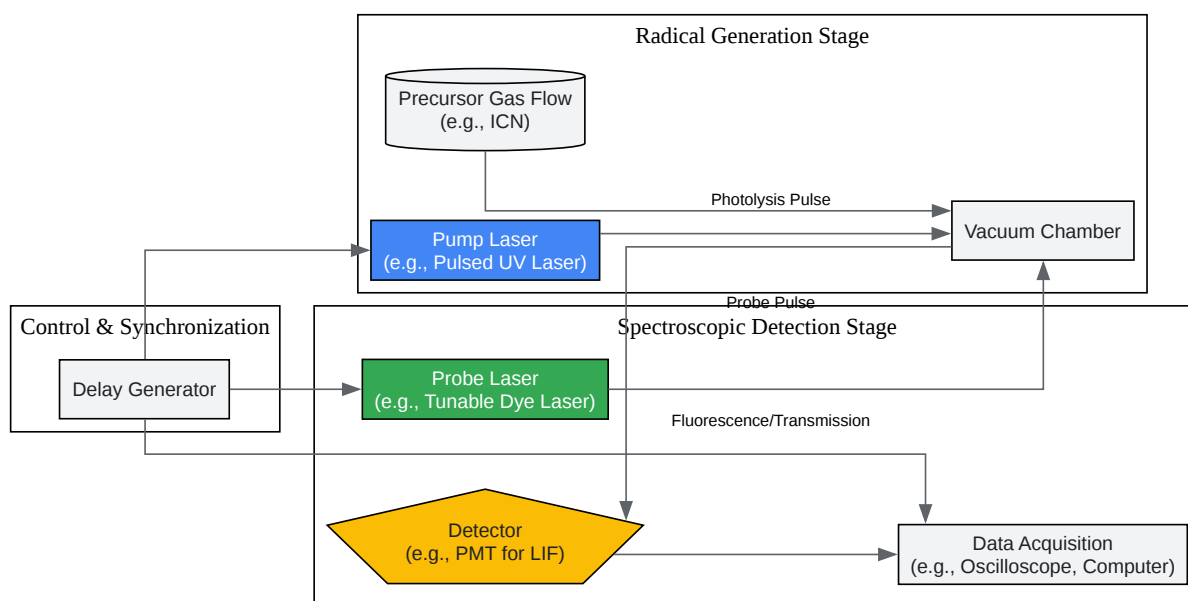 Radical Generation Stage
Precursor Gas Flow
(e.g., ICN)
Photolysis Pulse
Vacuum Chamber
Pump Laser
(e.g., Pulsed UV Laser)
Probe Pulse
Control & Synchronization
Spectroscopic Detection Stage
Delay Generator
Probe Laser
(e.g., Tunable Dye Laser)
Fluorescence/Transmission
Detector
(e.g., PMT for LIF)
Data Acquisition
(e.g., Oscilloscope, Computer)